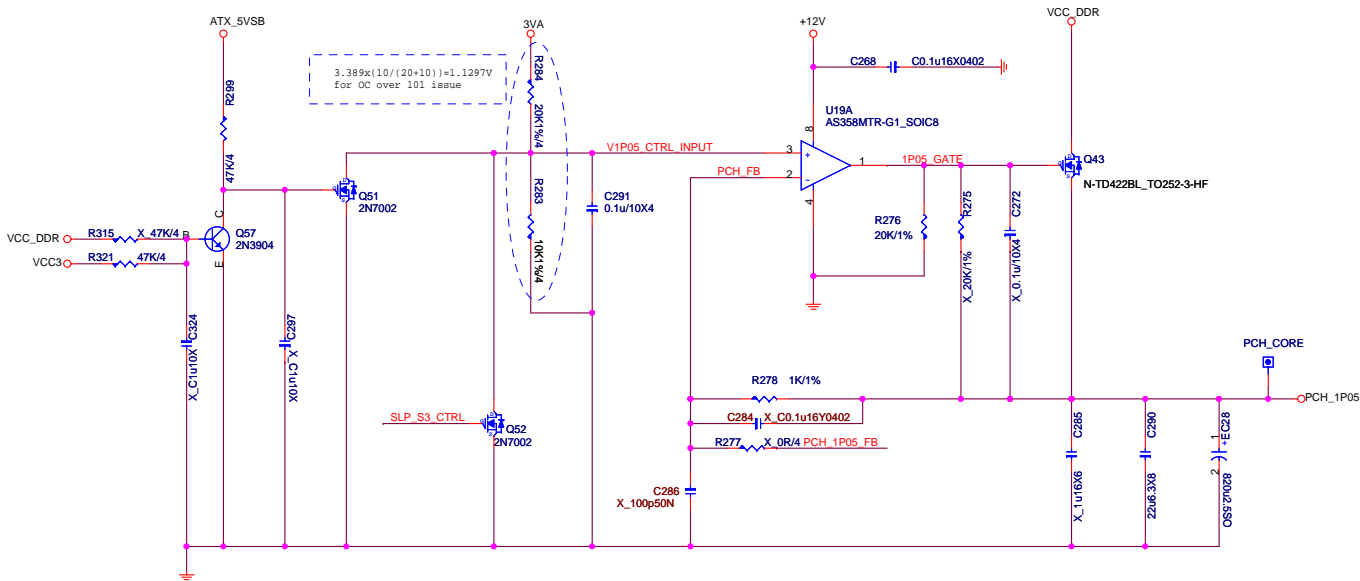 ATX_5VSB
3VA
+12V
VCC_DDR
3.389x(10/(20+10))=1.1297V
for OC over 101 issue
R299
47K/4
R284
20K1%/4
C268
C0.1u16X0402
U19A
AS358MTR-G1_SOIC8
8
V1P05_CTRL_INPUT
3
+
PCH_FB
2
-
1
4
1P05_GATE
Q43
N-TD422BL_TO252-3-HF
Q51
2N7002
R283
10K1%/4
C291
0.1u/10X4
R276
20K/1%
R275
X_20K/1%
C272
X_0.1u/10X4
VCC_DDR
R315
X_47K/4
B
C
E
Q57
2N3904
VCC3
R321
47K/4
C324
X_C1u10X
C297
X_C1u10X
SLP_S3_CTRL
Q52
2N7002
R278
1K/1%
C284
X_C0.1u16Y0402
R277
X_0R/4
PCH_1P05_FB
C286
X_100p50N
PCH_CORE
PCH_1P05
C285
X_1u16X6
C290
22u6.3X8
1
+EC28
2
820u2.5SO